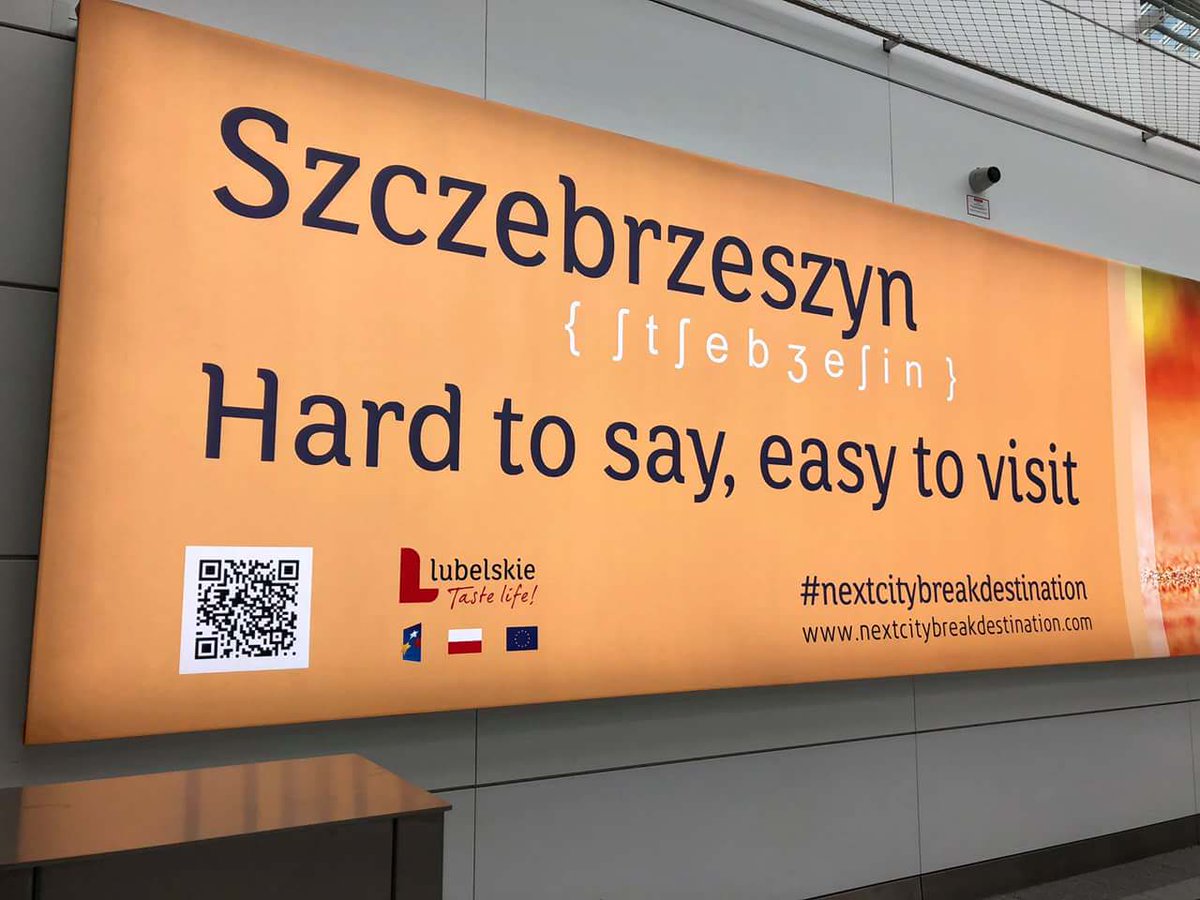 Szczebrzeszyn
{ ʃtʃebʒeʃin }
Hard to say, easy to visit
lubelskie
Taste life!
#nextcitybreakdestination
www.nextcitybreakdestination.com